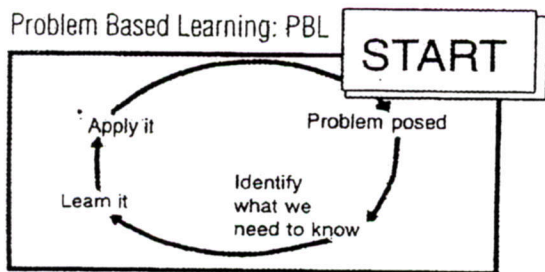 Problem Based Learning: PBL
START
Problem posed
Identify
what we
need to know
Learn it
Apply it